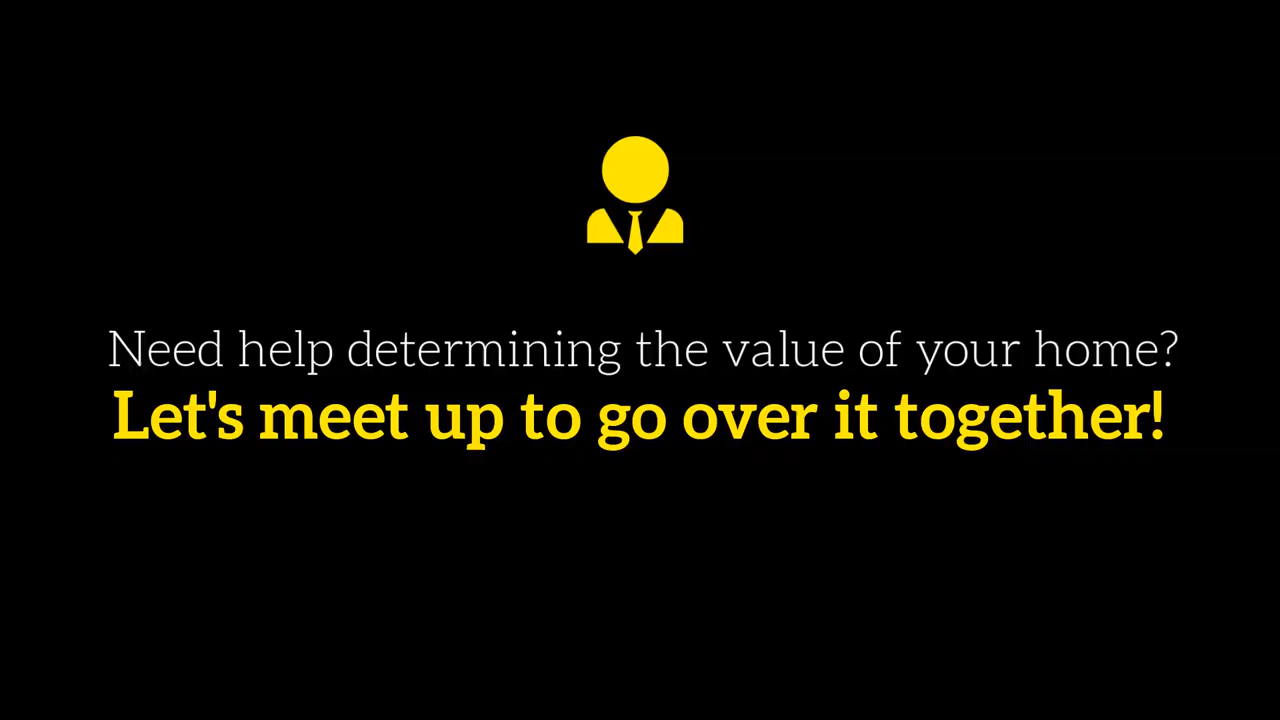 Need help determining the value of your home?
Let's meet up to go over it together!